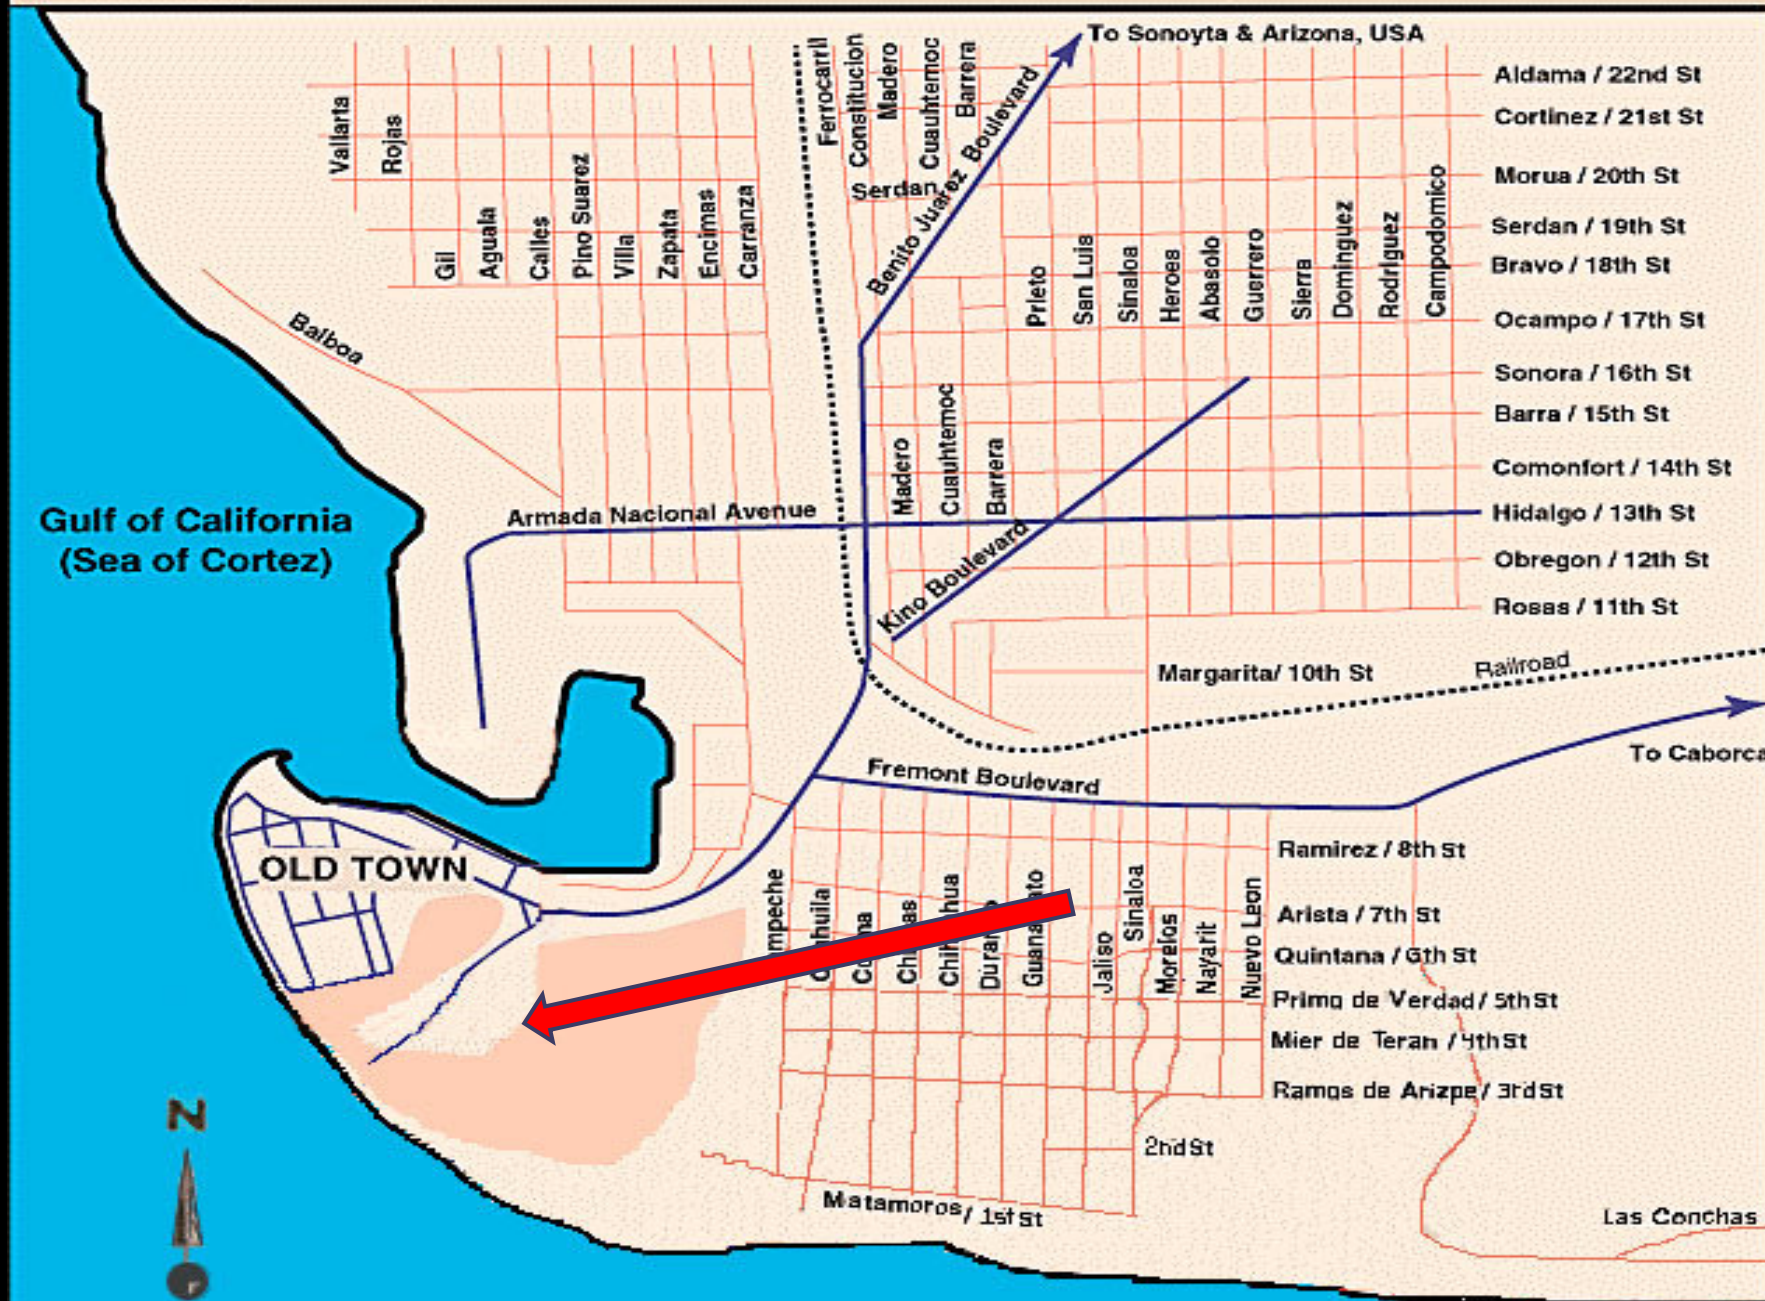 To Sonoyta & Arizona, USA
Aldama / 22nd St
Cortinez / 21st St
Morua / 20th St
Serdan / 19th St
Bravo / 18th St
Ocampo / 17th St
Sonora / 16th St
Barra / 15th St
Comonfort / 14th St
Hidalgo / 13th St
Obregon / 12th St
Rosas / 11th St
Margarita/ 10th St
Railroad
To Caborca
Vallarta
Rojas
Gil
Aguala
Calles
Pino Suarez
Villa
Zapata
Encimas
Carranza
Ferrocarril
Constitucion
Madero
Cuauhtemoc
Barrera
Serdan
Benito Juarez Boulevard
Prieto
San Luis
Sinaloa
Heroes
Abasolo
Guerrero
Sierra
Dominguez
Rodriguez
Campodomico
Balboa
Madero
Cuauhtemoc
Barrera
Gulf of California
(Sea of Cortez)
Armada Nacional Avenue
Kino Boulevard
Fremont Boulevard
OLD TOWN
Jaliso
Sinaloa
Morelos
Nayarit
Nuevo Leon
Ramirez / 8th St
Arista / 7th St
Quintana / 6th St
Primo de Verdad / 5th St
Mier de Teran / 4th St
Ramos de Arizpe / 3rd St
2nd St
Matamoros / 1st St
Las Conchas
N